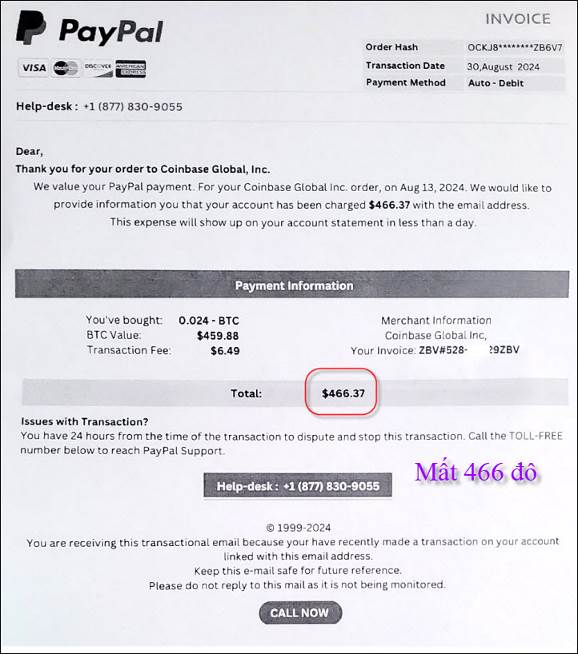 PayPal
INVOICE
VISA MasterCard DISCOVER AMERICAN EXPRESS
Order Hash OCKJ8********ZB6V7
Transaction Date 30,August 2024
Payment Method Auto - Debit
Help-desk : +1 (877) 830-9055
Dear,
Thank you for your order to Coinbase Global, Inc.
We value your PayPal payment. For your Coinbase Global Inc. order, on Aug 13, 2024. We would like to
provide information you that your account has been charged $466.37 with the email address.
This expense will show up on your account statement in less than a day.
Payment Information
You've bought: 0.024 - BTC
BTC Value: $459.88
Transaction Fee: $6.49
Merchant Information
Coinbase Global Inc,
Your Invoice: ZBV#528- 29ZBV
Total: $466.37
Issues with Transaction?
You have 24 hours from the time of the transaction to dispute and stop this transaction. Call the TOLL-FREE
number below to reach PayPal Support.
Mất 466 đô
Help-desk : +1 (877) 830-9055
© 1999-2024
You are receiving this transactional email because your have recently made a transaction on your account
linked with this email address.
Keep this e-mail safe for future reference.
Please do not reply to this mail as it is not being monitored.
CALL NOW